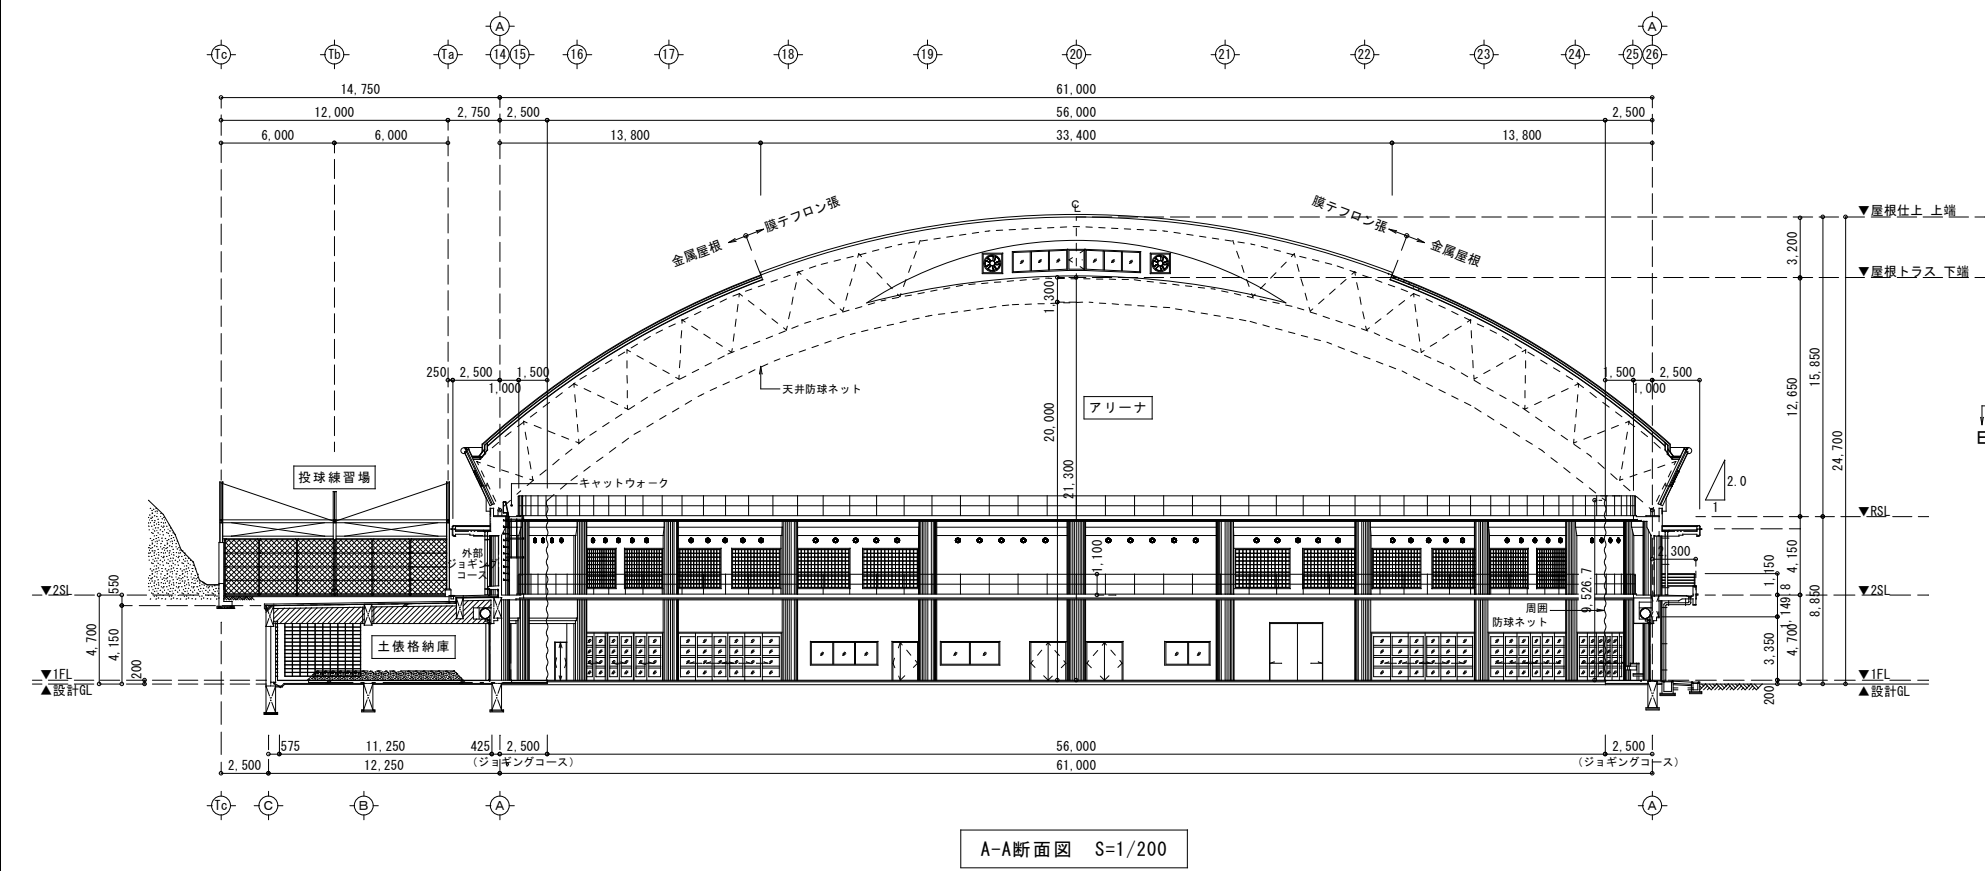 A A
Tc Tb Ta 14 15 16 17 18 19 20 21 22 23 24 25 26
14,750 61,000
12,000 2,750 2,500 56,000 2,500
6,000 6,000 13,800 33,400 13,800
金属屋根 膜テフロン張 膜テフロン張 金属屋根
▼屋根仕上 上端
3,200
▼屋根トラス 下端
1,300
250 2,500 1,500
1,000
天井防球ネット
アリーナ
1,500 2,500
1,000
12,650
15,850
20,000
24,700
投球練習場
キャットウォーク
21,300
2.0
1
▼RSL
外部
ジョギング
コース
1,100
9,526.7
2,300
1,150
4,150
▼2SL
550
▼2SL
周囲
防球ネット
1,149.8
8,850
4,700
4,150
土俵格納庫
3,350
4,700
▼1FL
200
▲設計GL
▼1FL
200
▲設計GL
575 11,250 425 2,500 56,000 2,500
(ジョギングコース) (ジョギングコース)
2,500 12,250 61,000
Tc C B A A
A-A断面図 S=1/200